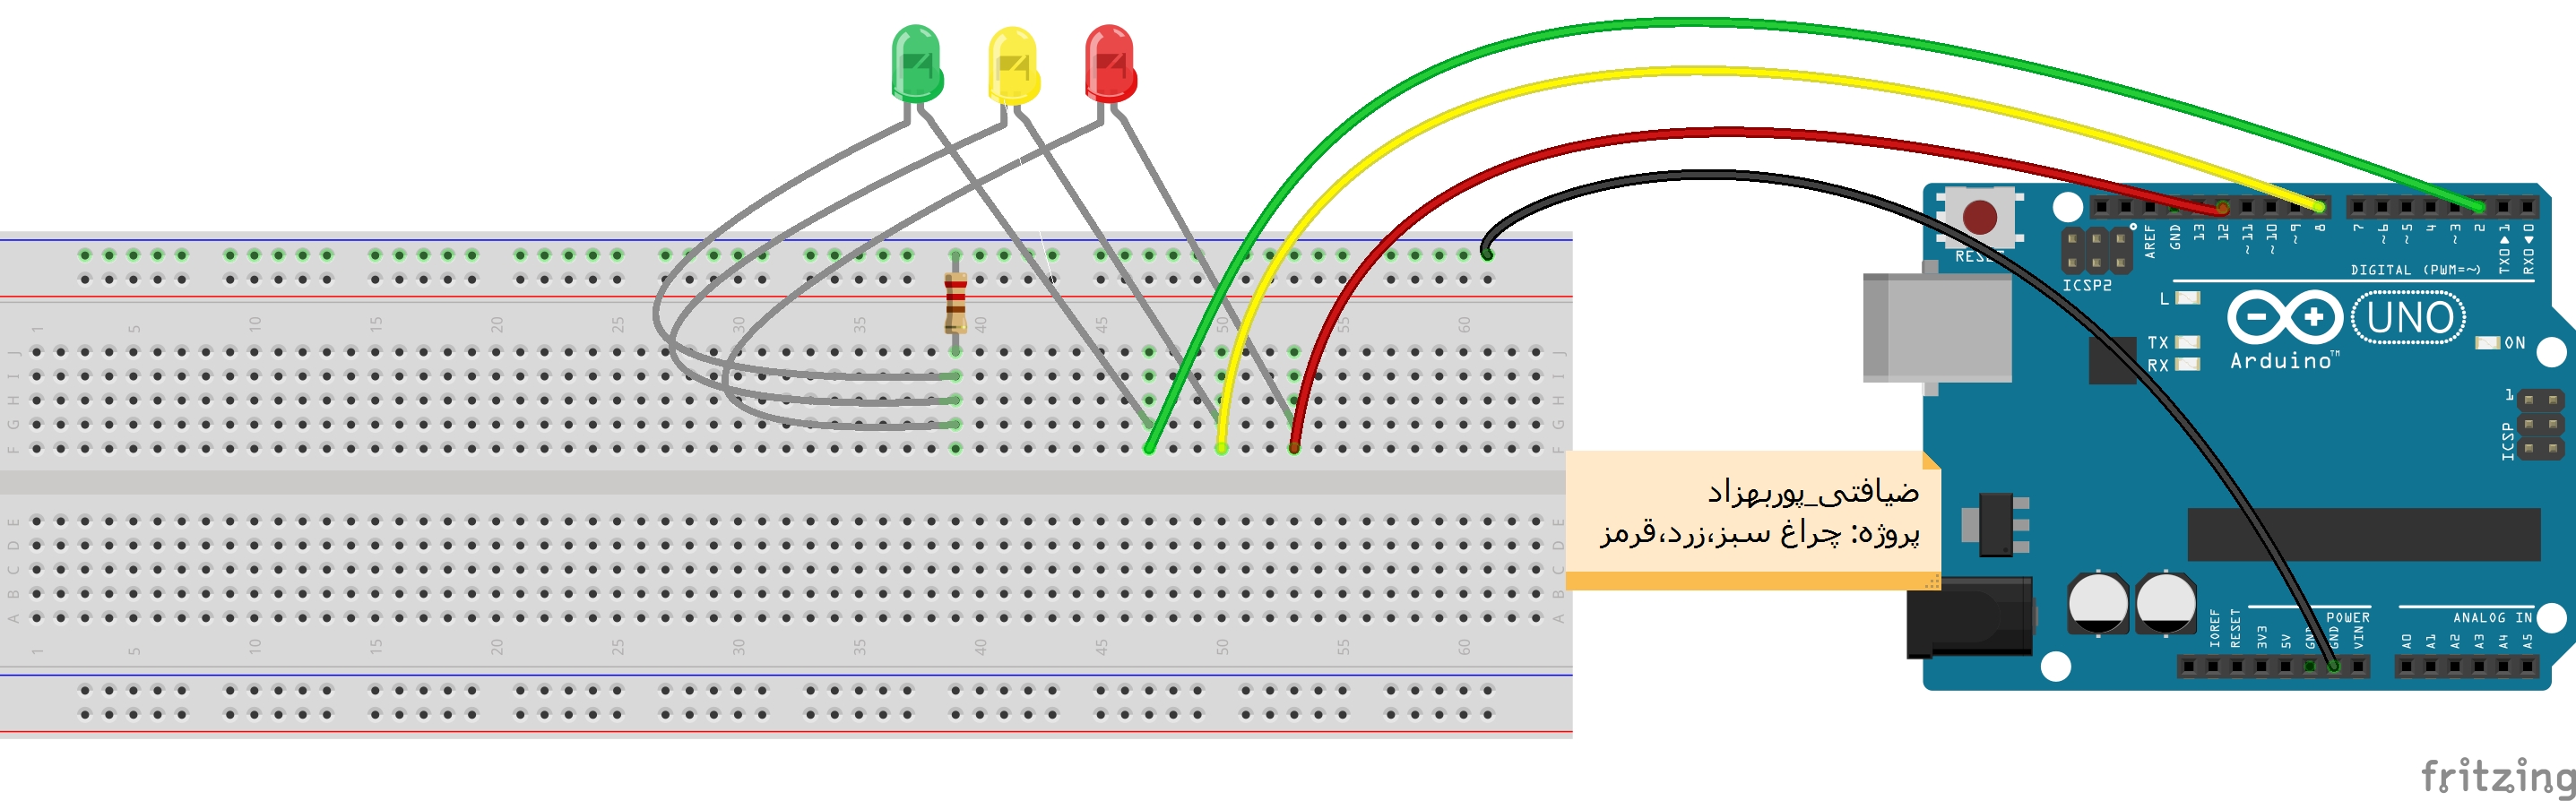 ضیافتی_پوربهزاد
پروژه: چراغ سبز،زرد،قرمز
RESET
ICSP2
AREF
GND
13
12
~11
~10
~9
8
7
~6
~5
4
~3
2
TX0▶1
RX0◀0
DIGITAL (PWM=~)
L
TX
RX
Arduino™
UNO
ON
1
ICSP
IOREF
RESET
3V3
5V
GND
GND
VIN
POWER
ANALOG IN
A0
A1
A2
A3
A4
A5
1 5 10 15 20 25 30 35 40 45 50 55 60
J J
I I
H H
G G
F F
E E
D D
C C
B B
A A
1 5 10 15 20 25 30 35 40 45 50 55 60
fritzing